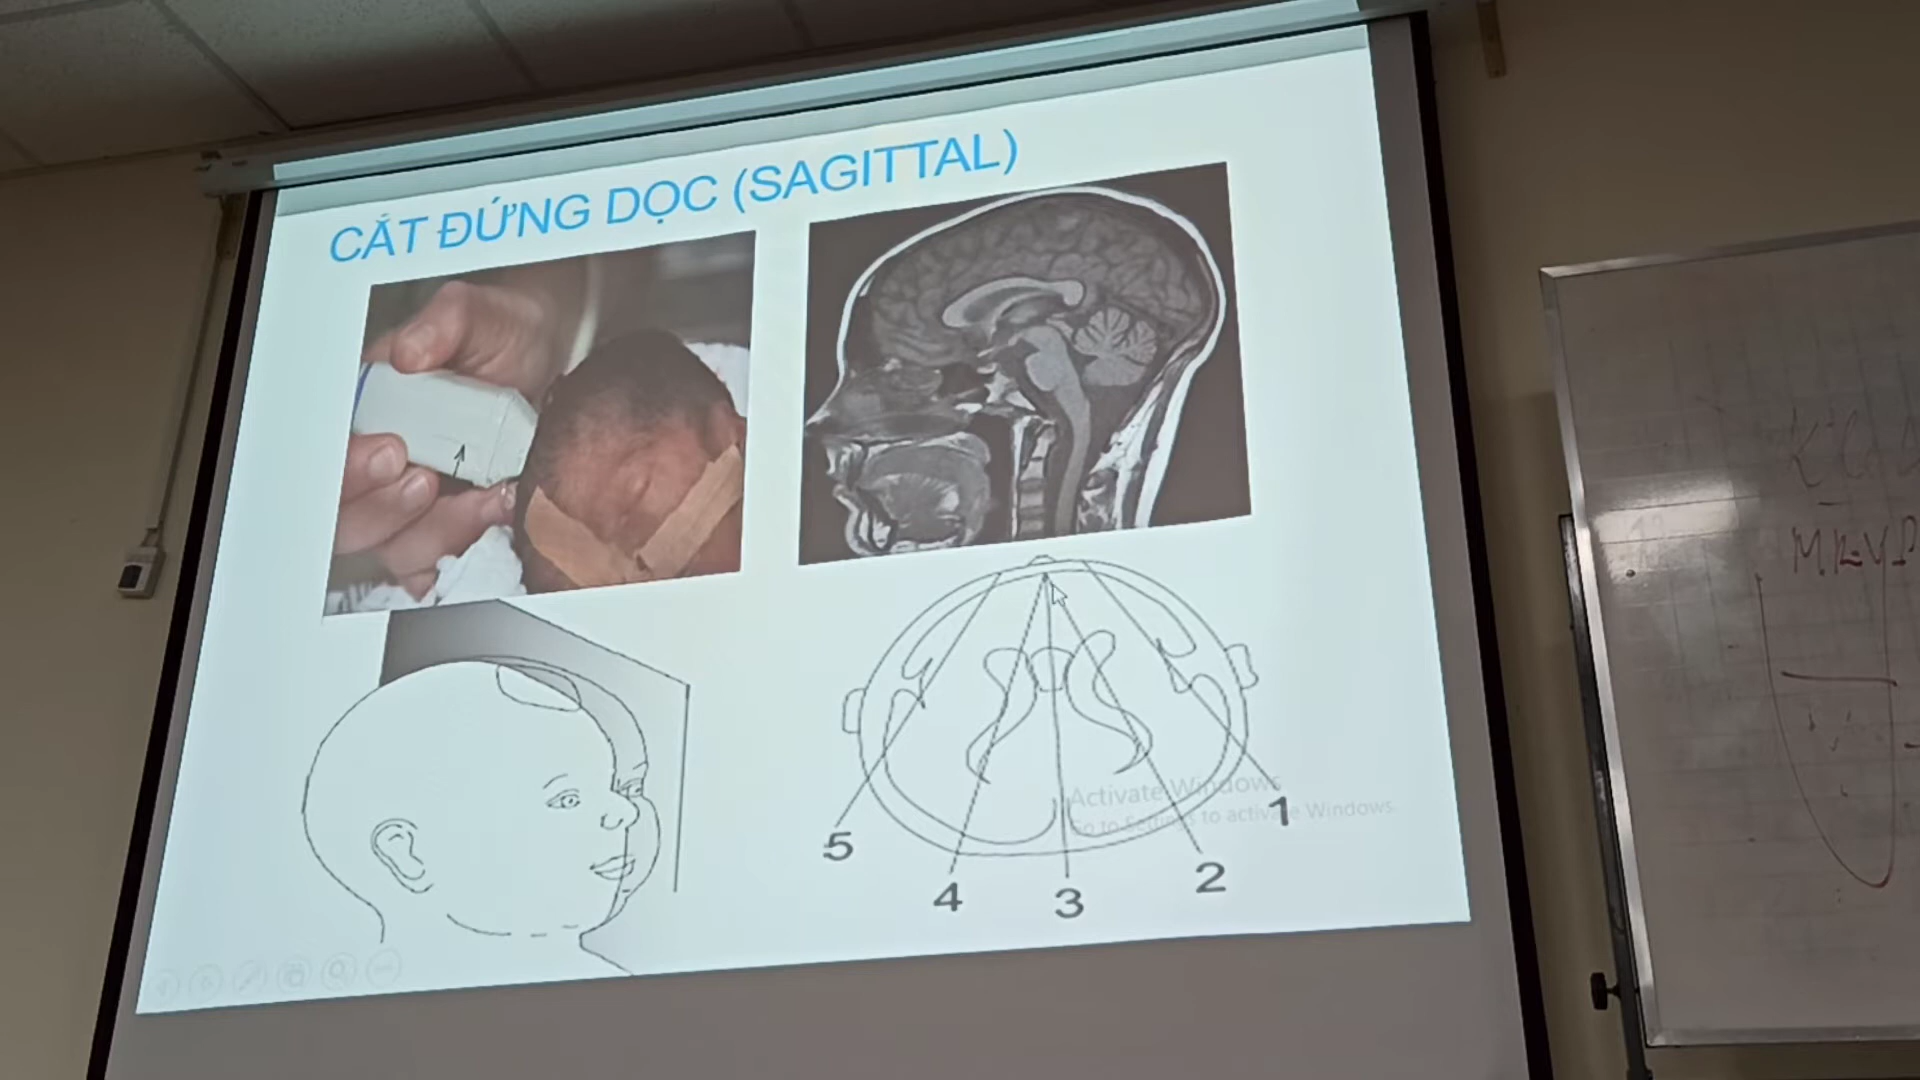 CẮT ĐỨNG DỌC (SAGITTAL)
Activate Windows
Go to Settings to activate Windows.
5
4
3
2
1